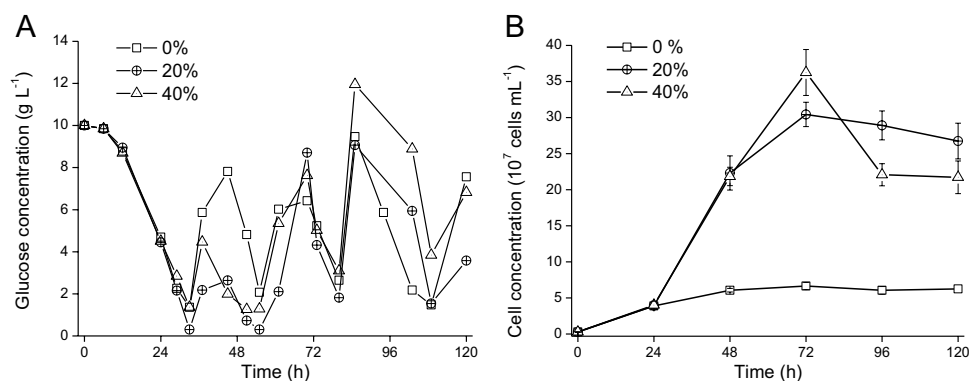 A
14
12
10
8
6
4
2
0
Glucose concentration (g L⁻¹)
0%
20%
40%
0 24 48 72 96 120
Time (h)
B
40
35
30
25
20
15
10
5
0
Cell concentration (10⁷ cells mL⁻¹)
0 %
20%
40%
0 24 48 72 96 120
Time (h)